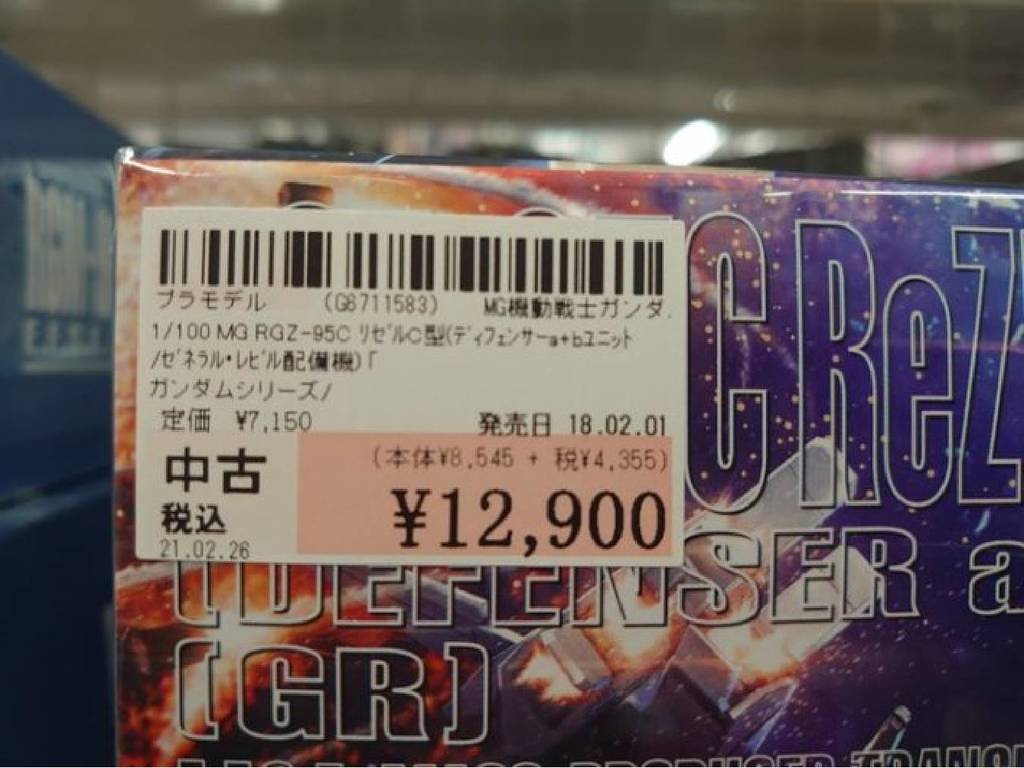 プラモデル (G6711583) MG機動戦士ガンダ.
1/100 MG RGZ-95C ﾘｾﾞﾙC型(ﾃﾞｨﾌｪﾝｻｰa+bﾕﾆｯﾄ
/ｾﾞﾈﾗﾙ･ﾚﾋﾞﾙ配備機)「
ガンダムシリーズ/
定価 ¥7,150 発売日 18.02.01
中古 (本体¥8,545 + 税¥4,355)
税込 ¥12,900
21.02.26
C ReZ
(DEFENSER a
(GR)